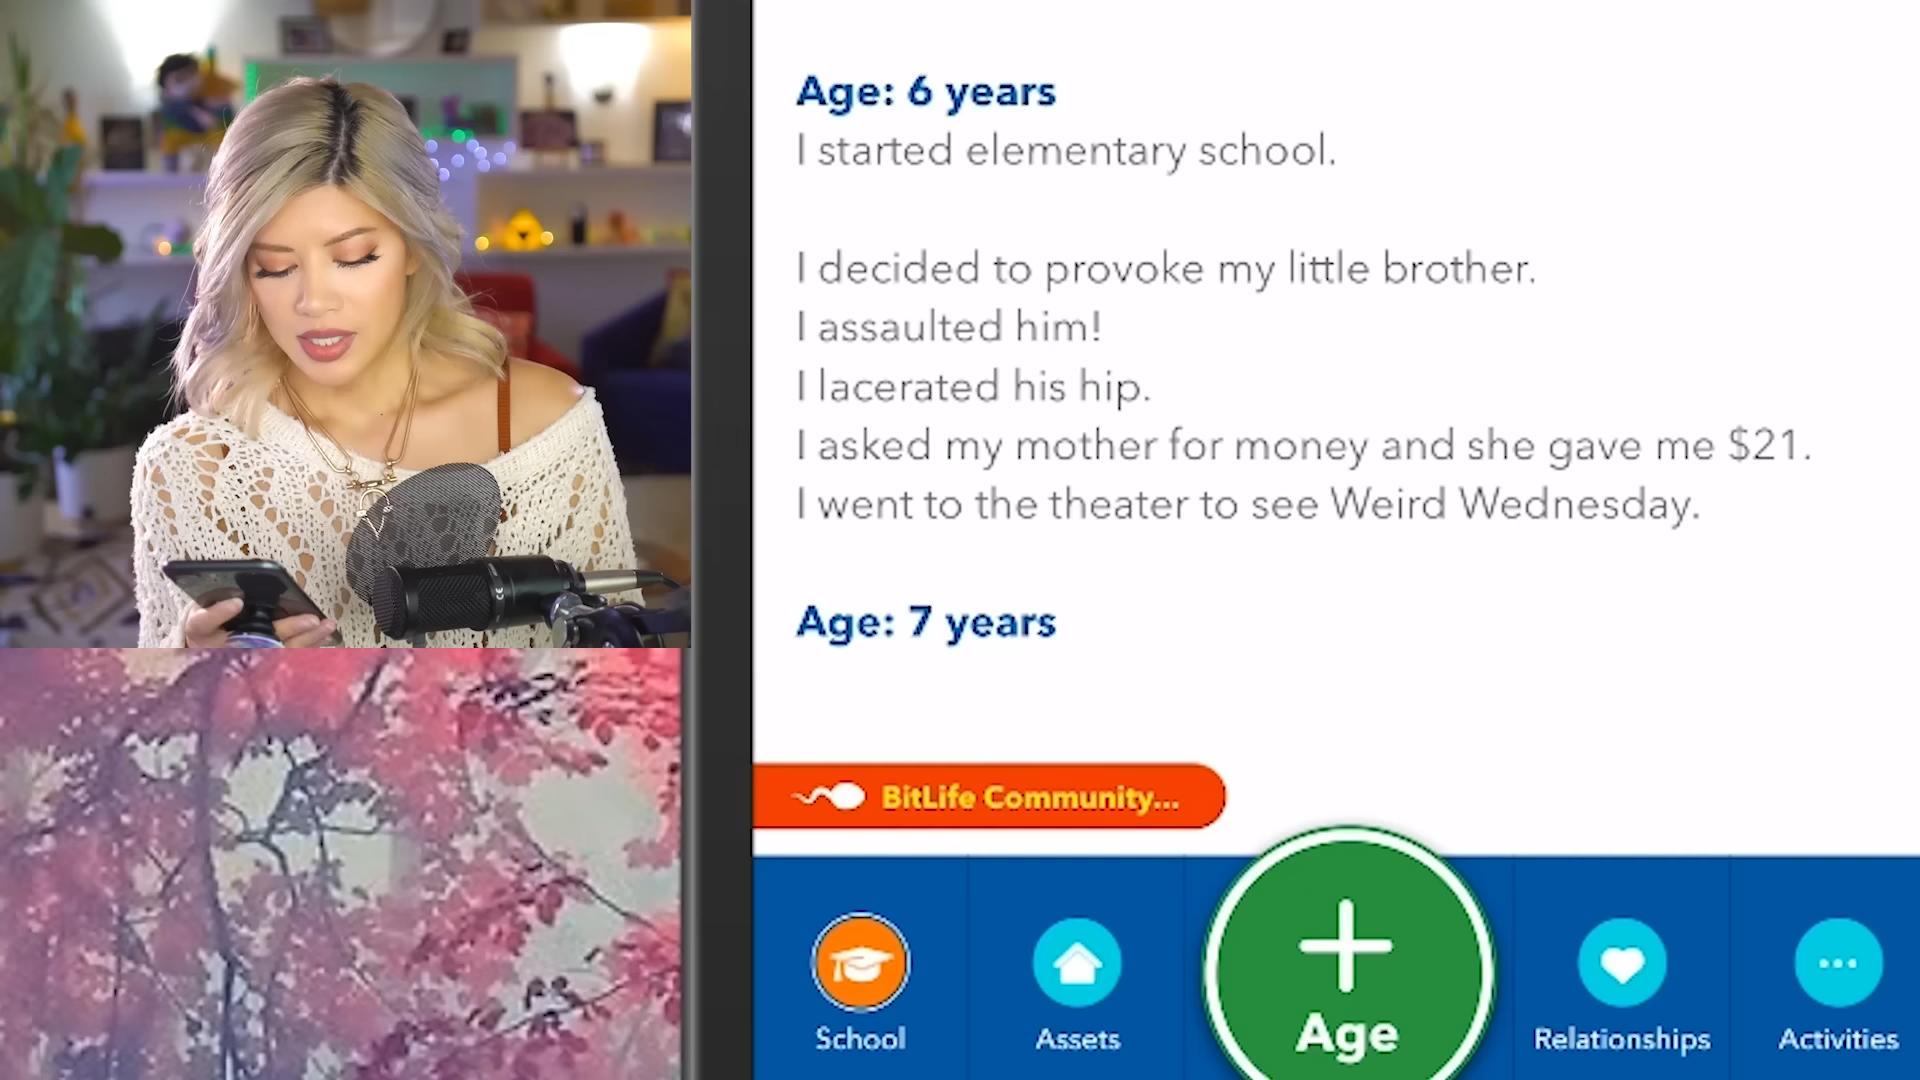 Age: 6 years
I started elementary school.
I decided to provoke my little brother.
I assaulted him!
I lacerated his hip.
I asked my mother for money and she gave me $21.
I went to the theater to see Weird Wednesday.
Age: 7 years
BitLife Community...
School
Assets
Age
Relationships
Activities